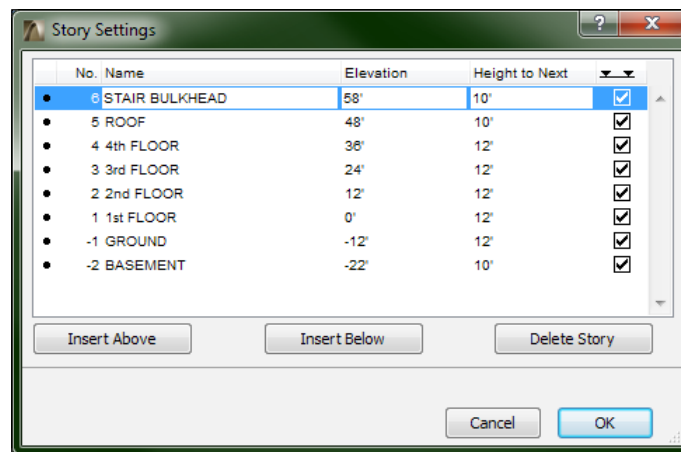 Story Settings
No. Name Elevation Height to Next
6 STAIR BULKHEAD 58' 10'
5 ROOF 48' 10'
4 4th FLOOR 36' 12'
3 3rd FLOOR 24' 12'
2 2nd FLOOR 12' 12'
1 1st FLOOR 0' 12'
-1 GROUND -12' 12'
-2 BASEMENT -22' 10'
Insert Above Insert Below Delete Story
Cancel OK